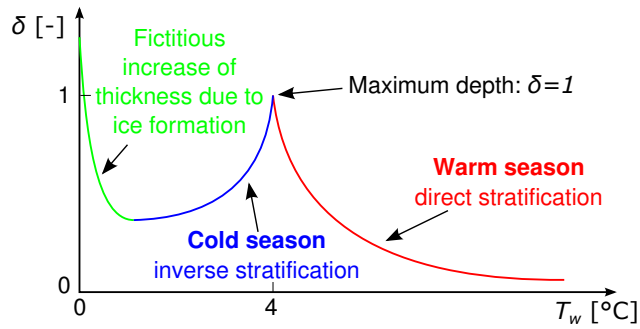 δ [-]
Fictitious
increase of
thickness due to
ice formation
1
Maximum depth: δ=1
Warm season
direct stratification
Cold season
inverse stratification
0
0
4
T_w [°C]